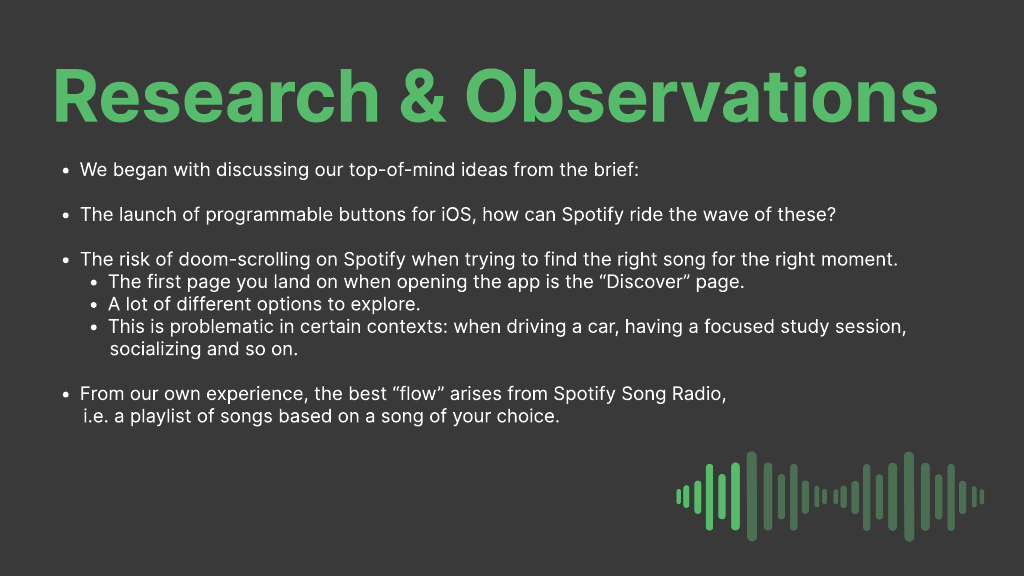 Research & Observations
• We began with discussing our top-of-mind ideas from the brief:
• The launch of programmable buttons for iOS, how can Spotify ride the wave of these?
• The risk of doom-scrolling on Spotify when trying to find the right song for the right moment.
• The first page you land on when opening the app is the “Discover” page.
• A lot of different options to explore.
• This is problematic in certain contexts: when driving a car, having a focused study session,
socializing and so on.
• From our own experience, the best “flow” arises from Spotify Song Radio,
i.e. a playlist of songs based on a song of your choice.